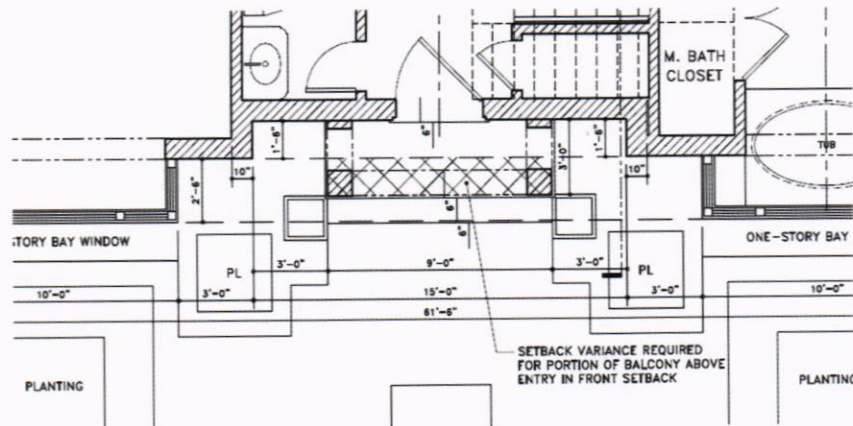 M. BATH
CLOSET
6"
1'-6"
3'-0"
1'-6"
TUB
10"
10"
2'-6"
6"
6"
STORY BAY WINDOW
ONE-STORY BAY
PL
3'-0"
9'-0"
3'-0"
PL
10'-0"
3'-0"
15'-0"
3'-0"
10'-0"
61'-6"
SETBACK VARIANCE REQUIRED
FOR PORTION OF BALCONY ABOVE
ENTRY IN FRONT SETBACK
PLANTING
PLANTING